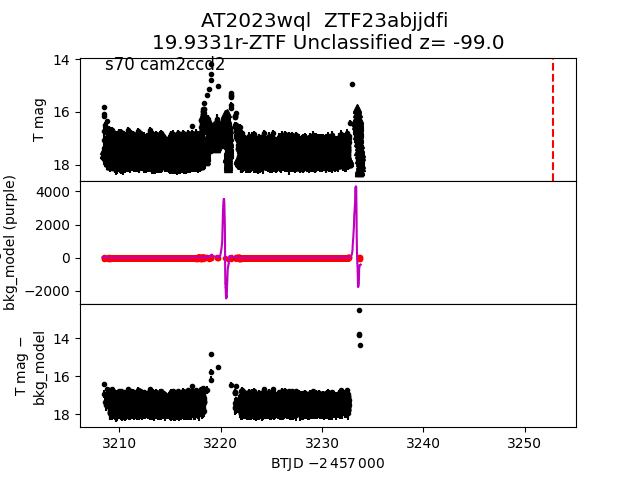 AT2023wql  ZTF23abjjdfi
19.9331r-ZTF Unclassified z= -99.0
s70 cam2ccd2
T mag
14
16
18
bkg_model (purple)
4000
2000
0
−2000
T mag −
bkg_model
14
16
18
3210 3220 3230 3240 3250
BTJD −2 457 000